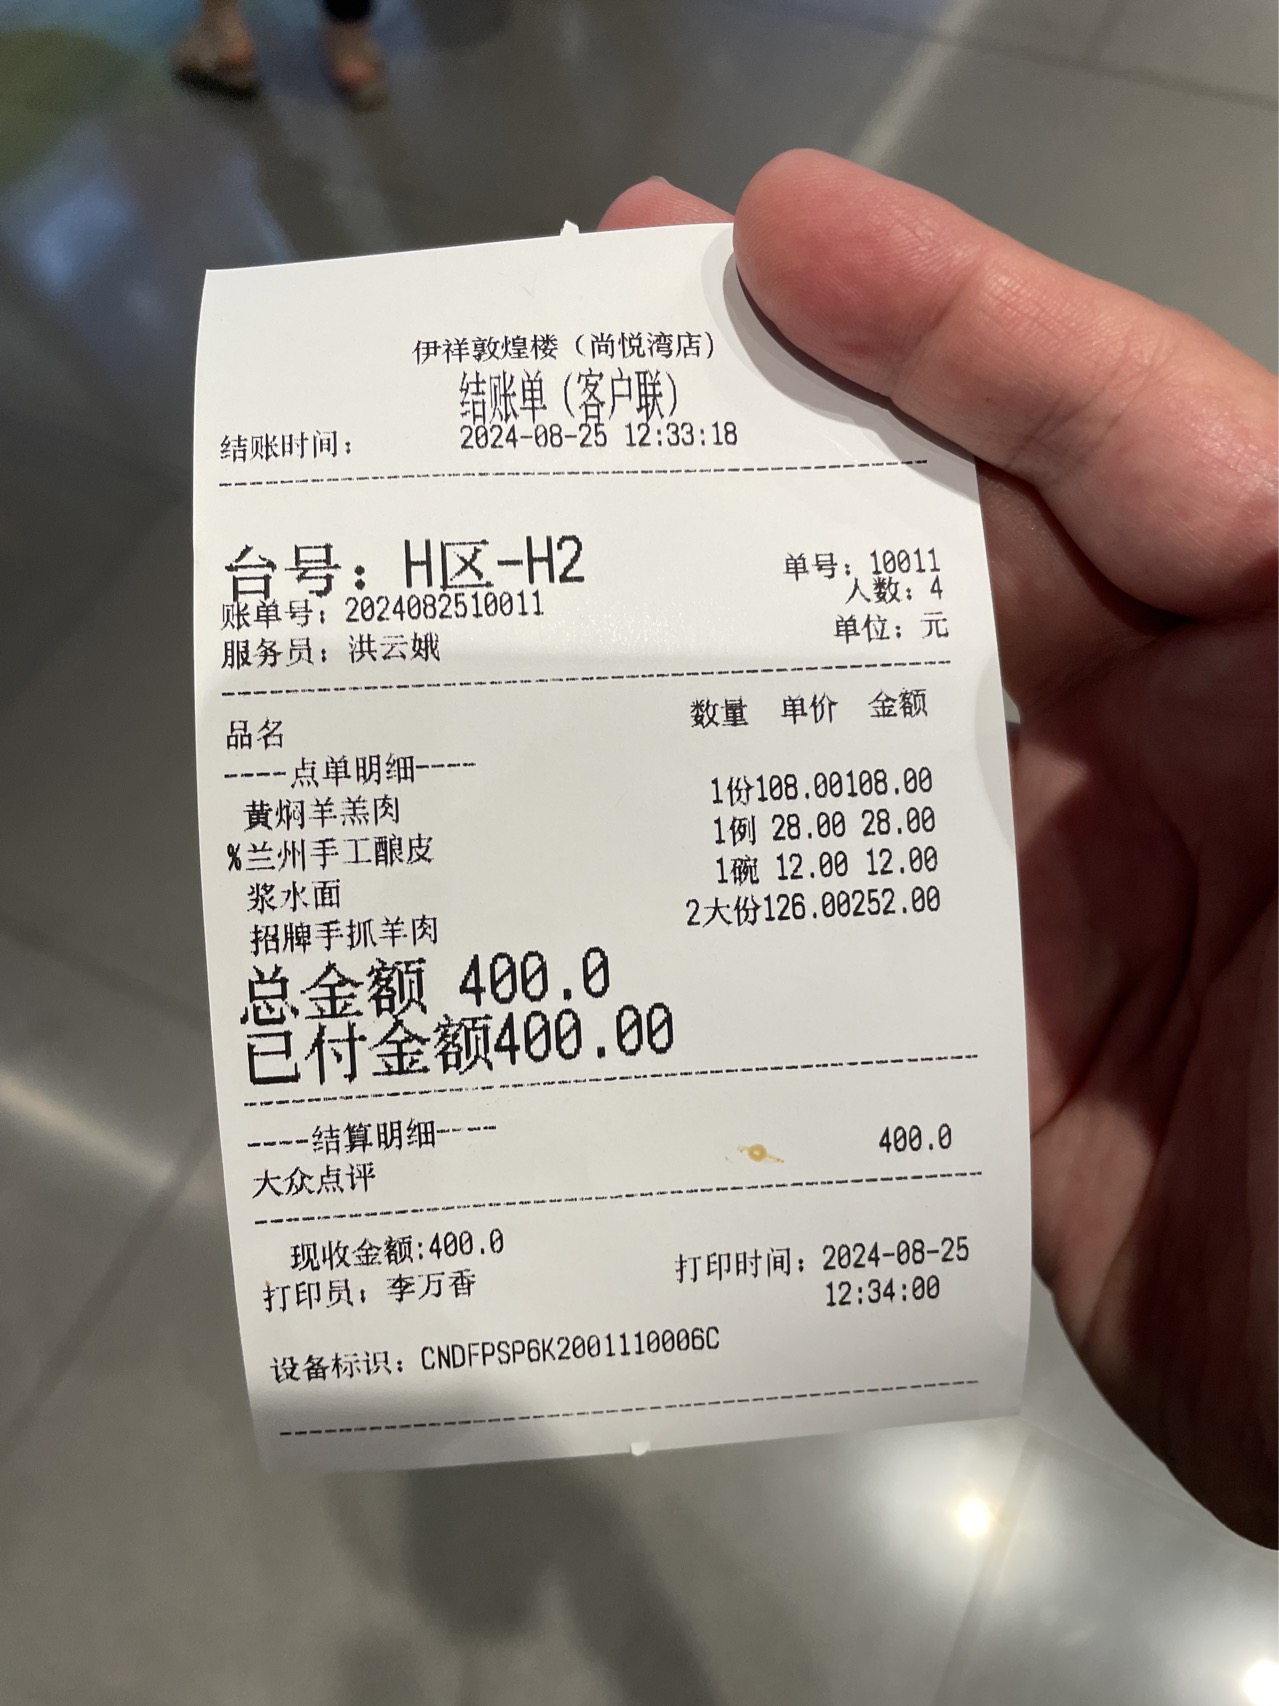 伊祥敦煌楼（尚悦湾店）
结账单（客户联）
结账时间： 2024-08-25 12:33:18
台号：H区-H2
单号：10011
账单号：2024082510011
人数：4
服务员：洪云娥
单位：元
品名 数量 单价 金额
----点单明细----
黄焖羊羔肉 1份108.00108.00
%兰州手工酿皮 1例 28.00 28.00
浆水面 1碗 12.00 12.00
招牌手抓羊肉 2大份126.00252.00
总金额 400.0
已付金额400.00
----结算明细----
大众点评 400.0
现收金额:400.0
打印员：李万香 打印时间：2024-08-25
12:34:00
设备标识：CNDFPSP6K2001110006C